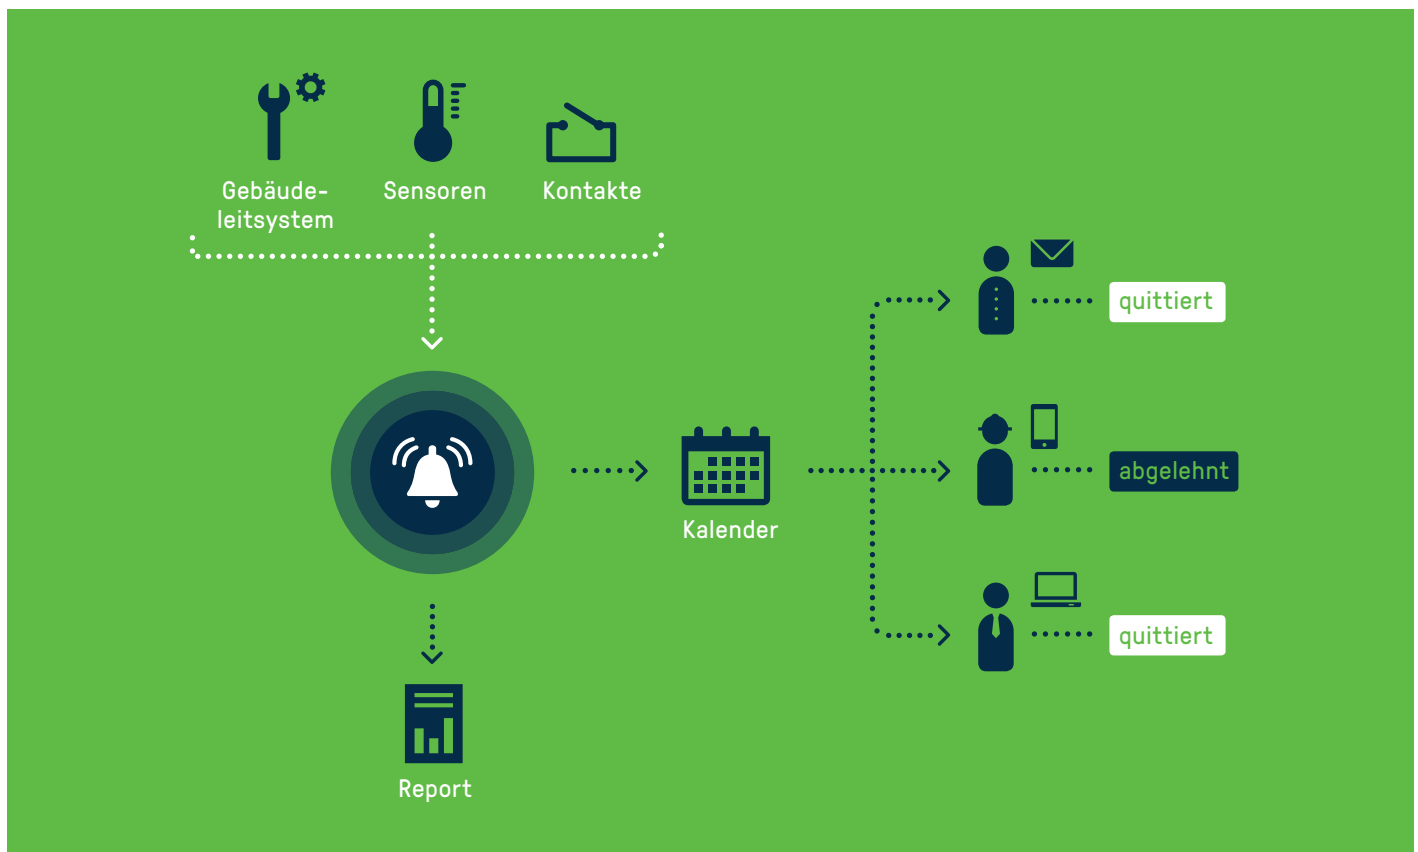 Gebäude-
leitsystem
Sensoren
Kontakte
quittiert
abgelehnt
Kalender
quittiert
Report